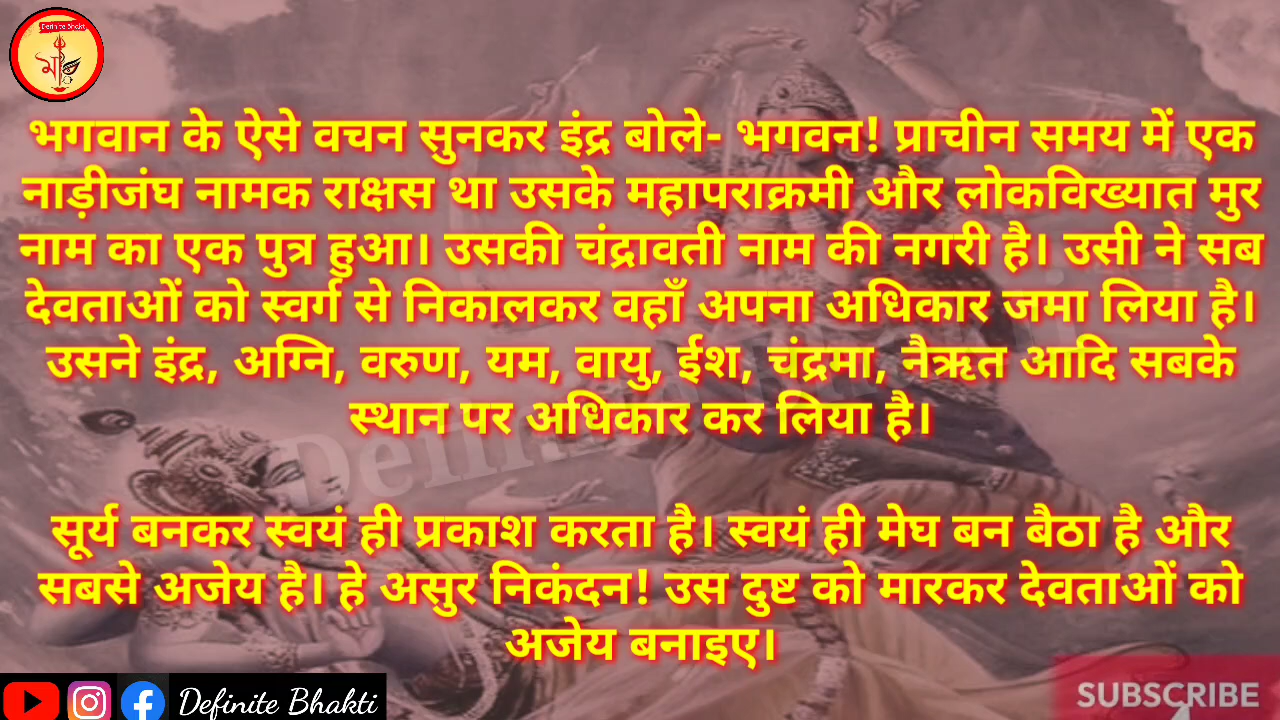 Definite Bhakti
भगवान के ऐसे वचन सुनकर इंद्र बोले- भगवन! प्राचीन समय में एक
नाड़ीजंघ नामक राक्षस था उसके महापराक्रमी और लोकविख्यात मुर
नाम का एक पुत्र हुआ। उसकी चंद्रावती नाम की नगरी है। उसी ने सब
देवताओं को स्वर्ग से निकालकर वहाँ अपना अधिकार जमा लिया है।
उसने इंद्र, अग्नि, वरुण, यम, वायु, ईश, चंद्रमा, नैऋत आदि सबके
स्थान पर अधिकार कर लिया है।
सूर्य बनकर स्वयं ही प्रकाश करता है। स्वयं ही मेघ बन बैठा है और
सबसे अजेय है। हे असुर निकंदन! उस दुष्ट को मारकर देवताओं को
अजेय बनाइए।
Definite Bhakti
SUBSCRIBE